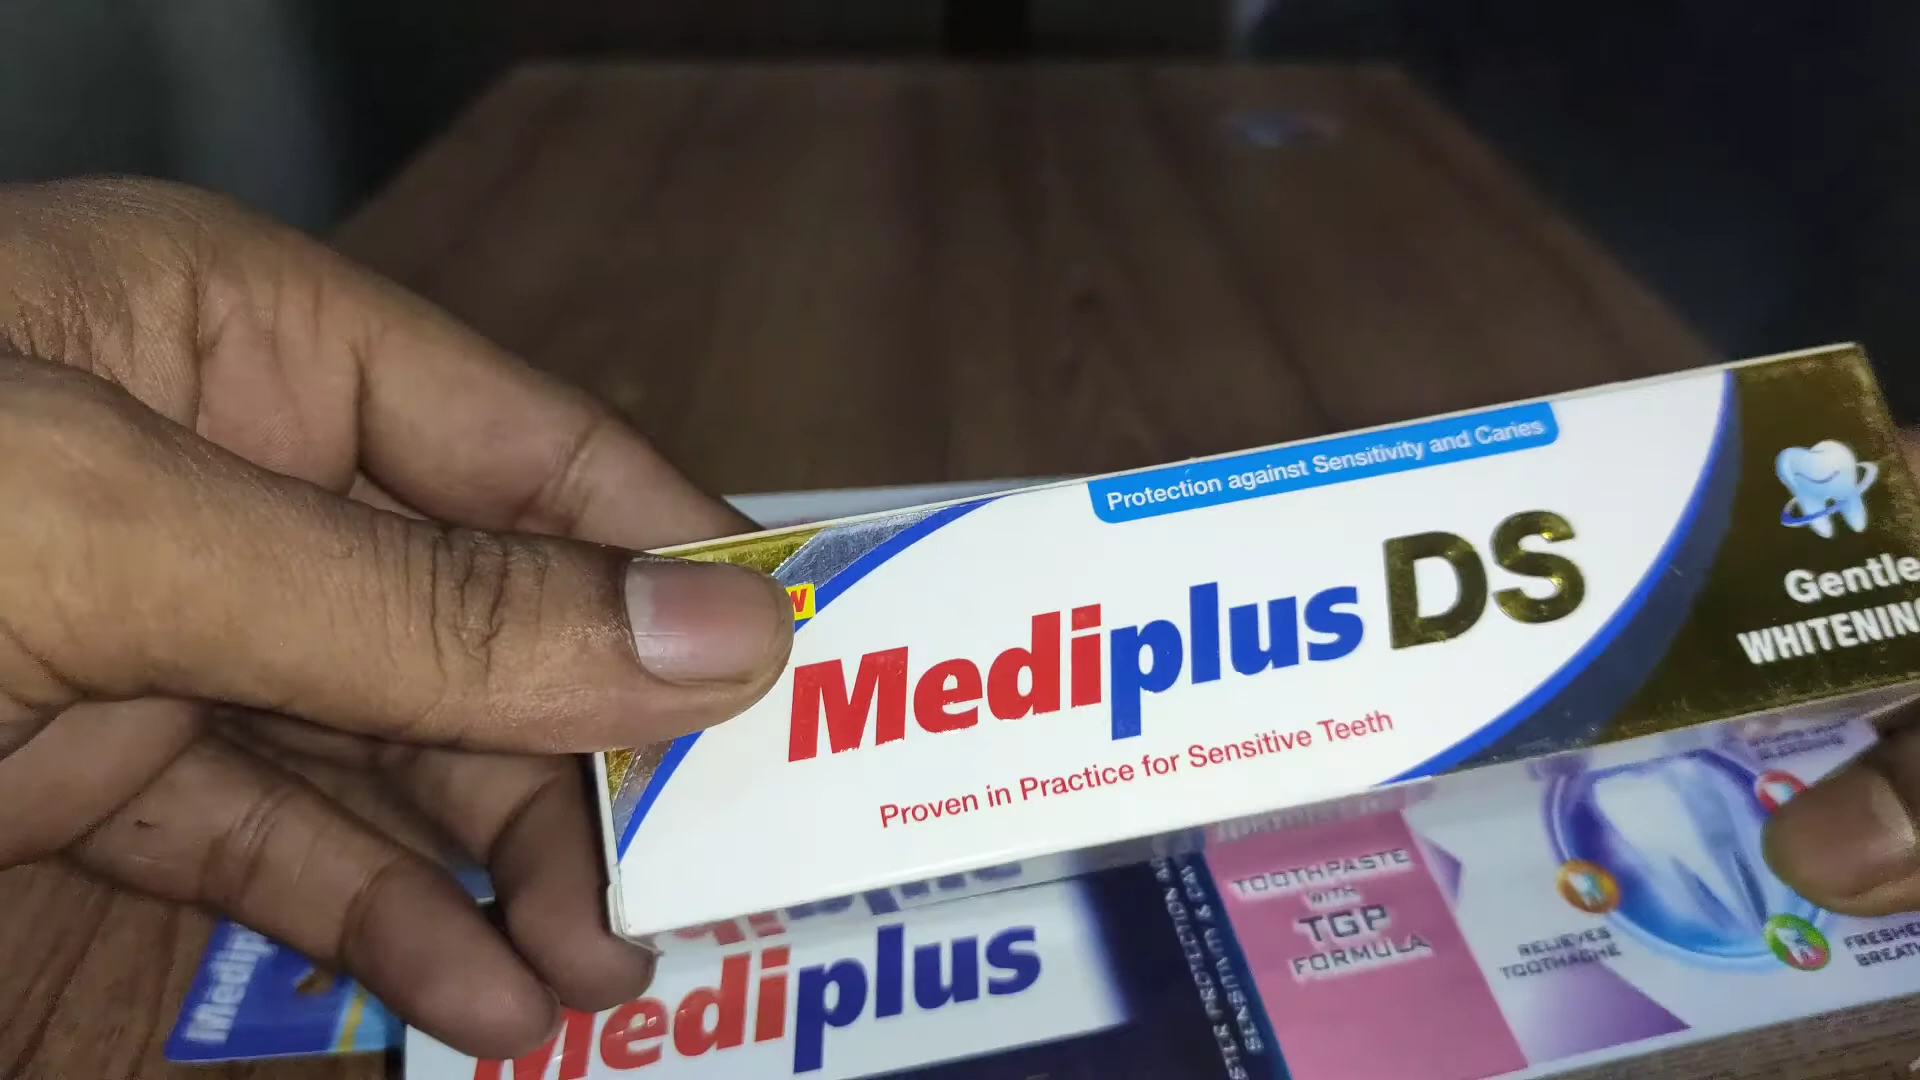 Protection against Sensitivity and Caries
Mediplus DS
Proven in Practice for Sensitive Teeth
Gentle
WHITENING
Mediplus
TOOTHPASTE
WITH
TGP
FORMULA
RELIEVES
TOOTHACHE